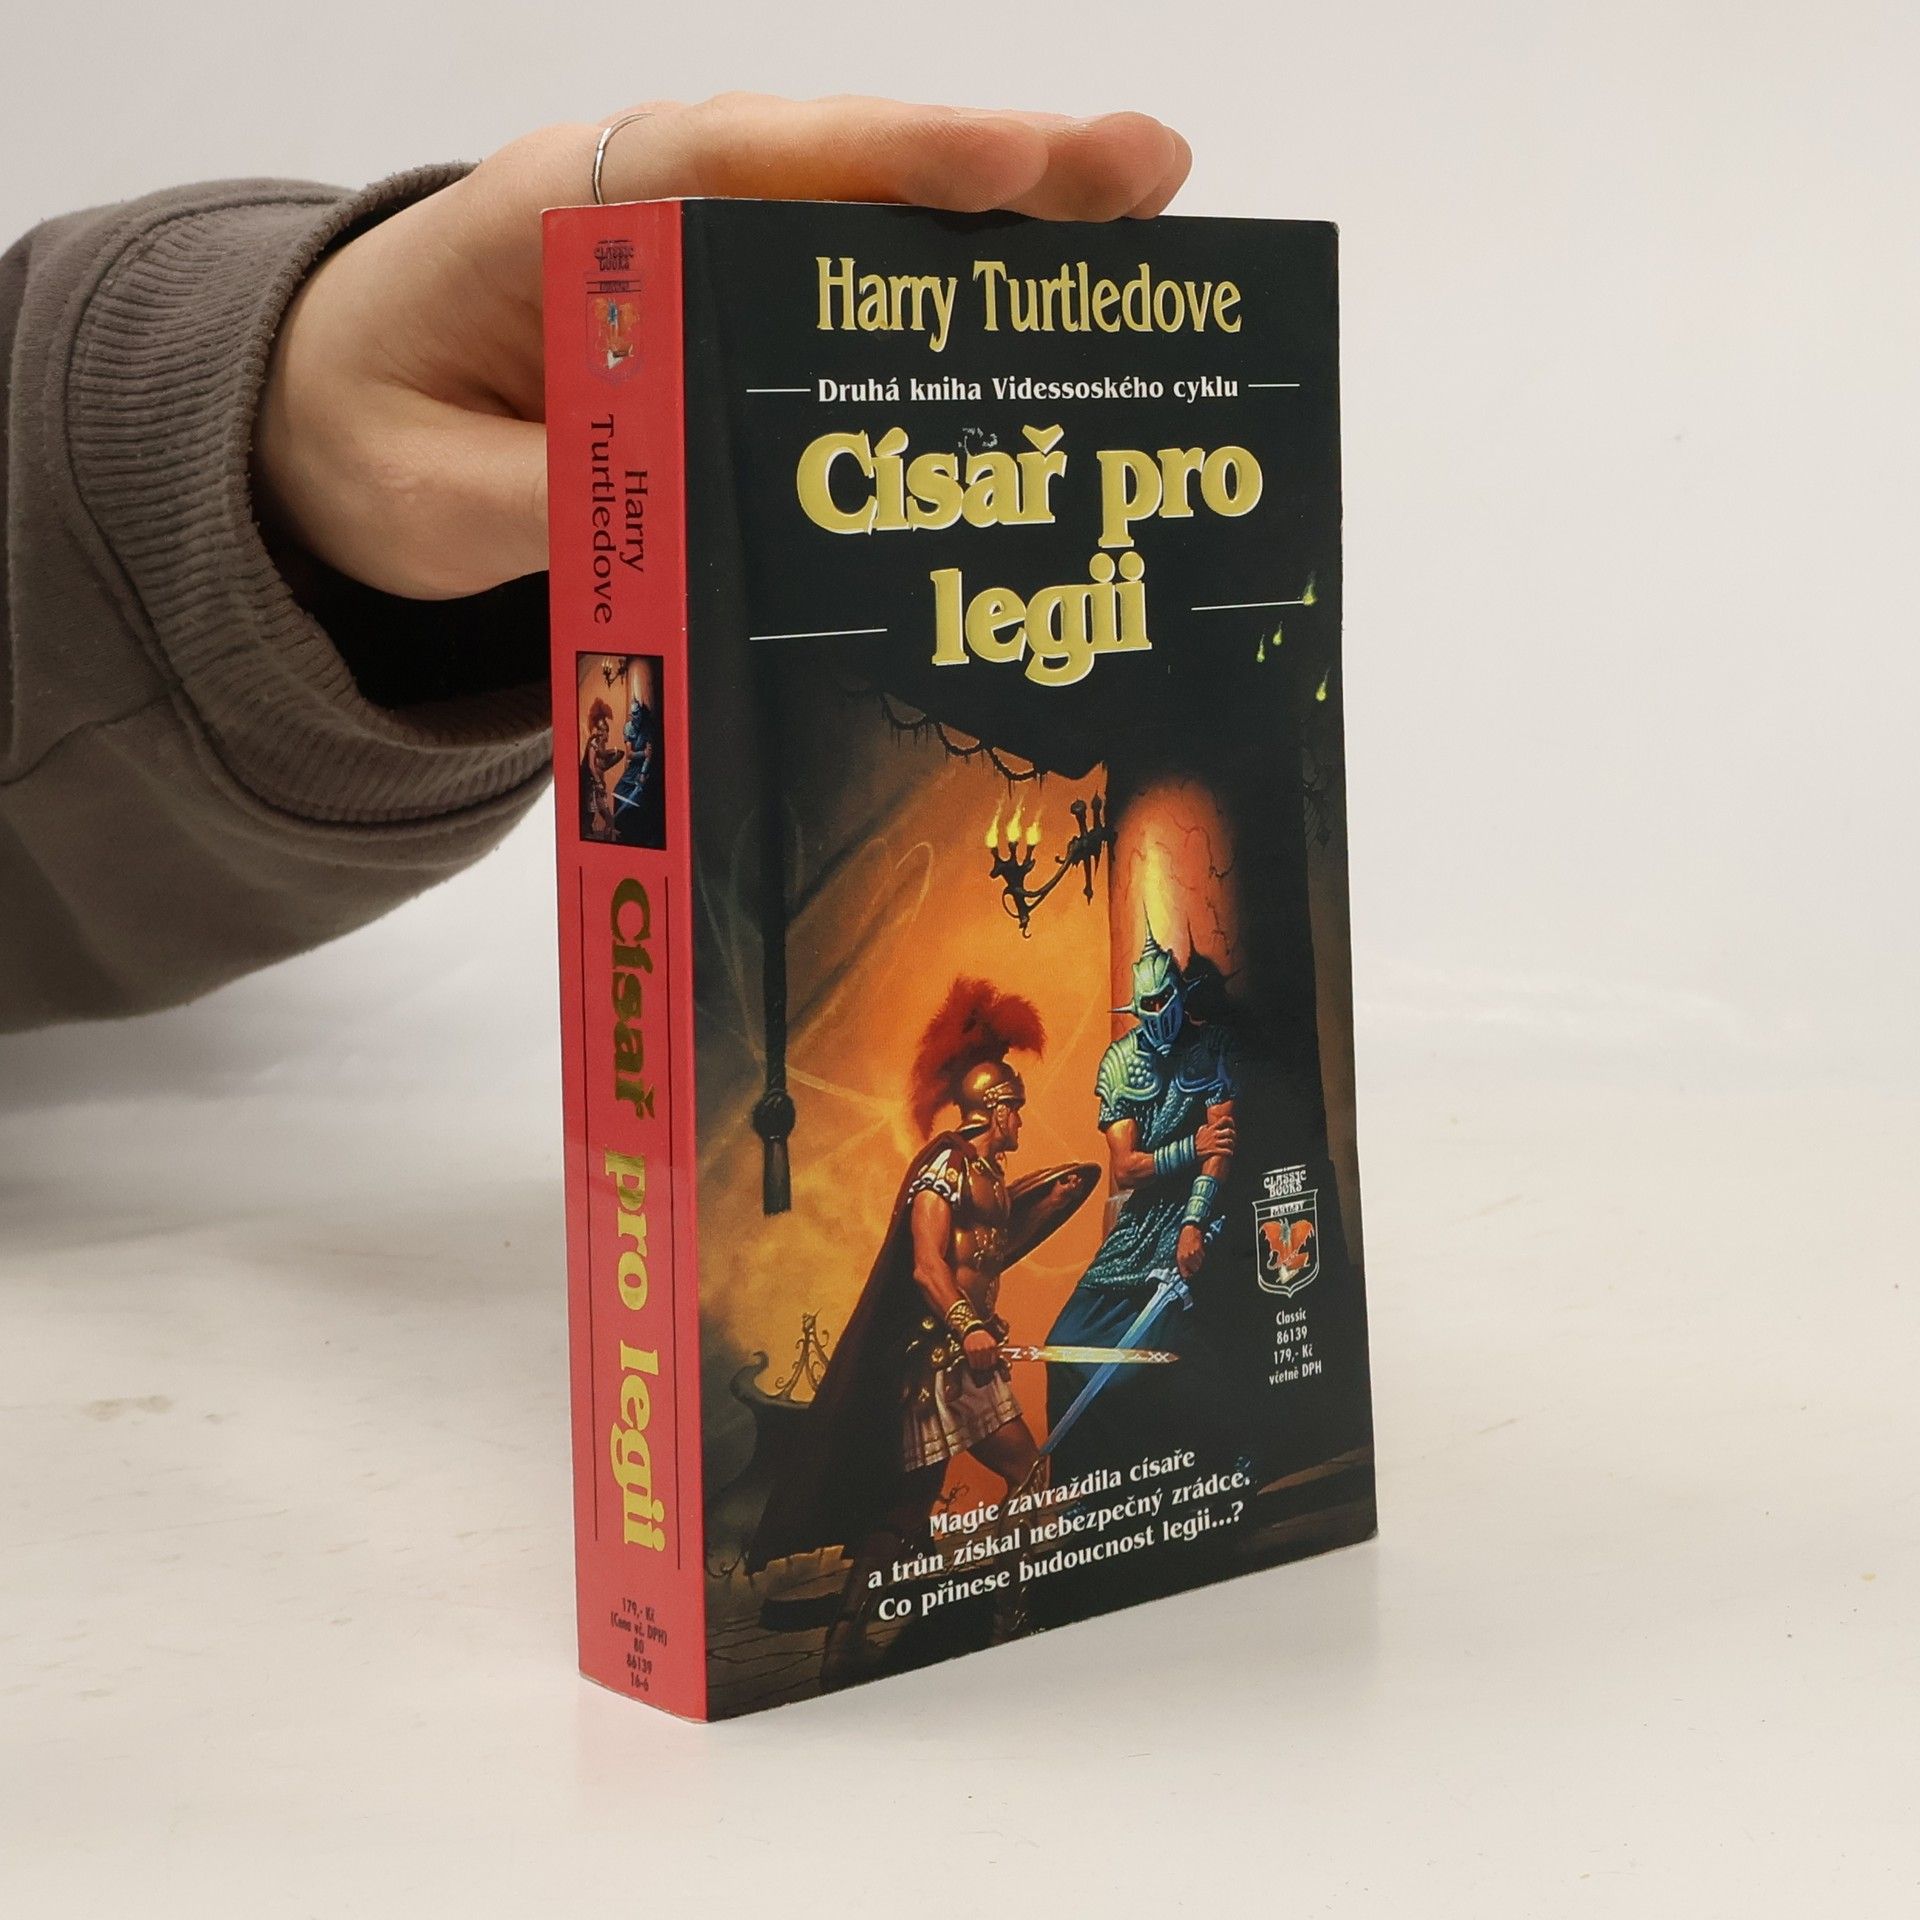 Harry Turtledove
Druhá kniha Videssoského cyklu
Císař pro
legii
CLASSIC
BOOKS
FANTASY
Classic
86139
179,- Kč
včetně DPH
Magie zavraždila císaře
a trůn získal nebezpečný zrádce.
Co přinese budoucnost legii...?
CLASSIC
BOOKS
Harry
Turtledove
Císař pro legii
179,- Kč
(Cena vč. DPH)
80
86139
16-6